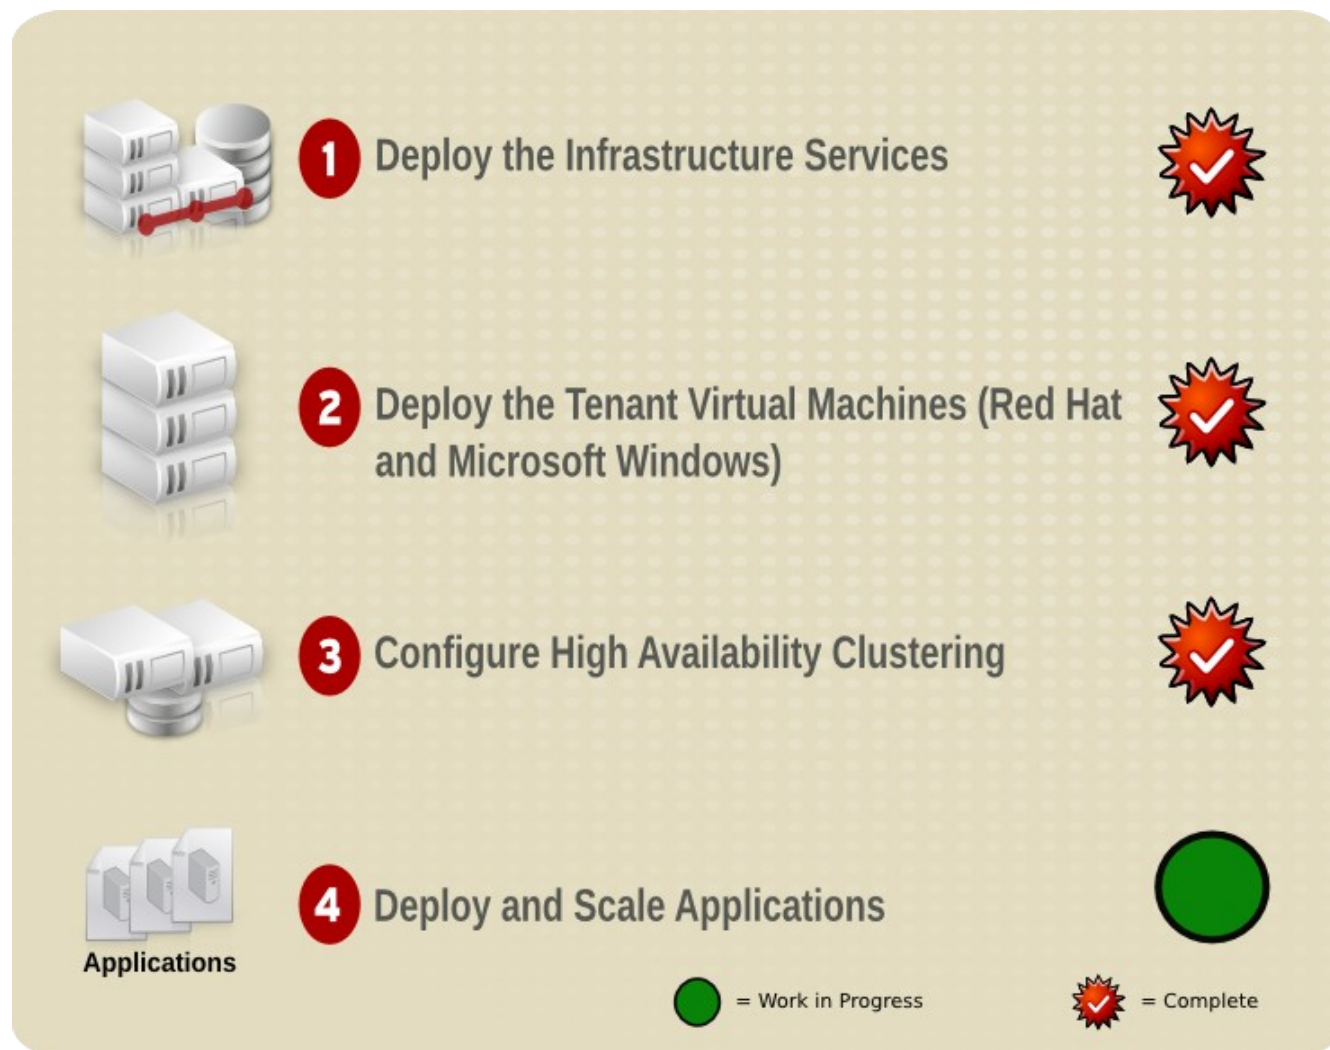 1 Deploy the Infrastructure Services
2 Deploy the Tenant Virtual Machines (Red Hat
and Microsoft Windows)
3 Configure High Availability Clustering
4 Deploy and Scale Applications
Applications
= Work in Progress
= Complete